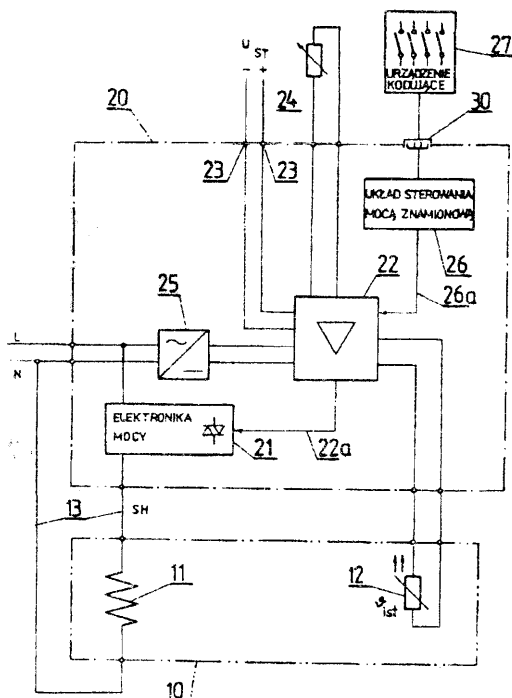 U ST
- +
27
URZĄDZENIE
KODUJĄCE
24
20
30
23
23
UKŁAD STEROWANIA
MOCĄ ZNAMIONOWĄ
22
26
26a
25
L
N
ELEKTRONIKA
MOCY
21
22a
13
SH
11
12
ϑist
10